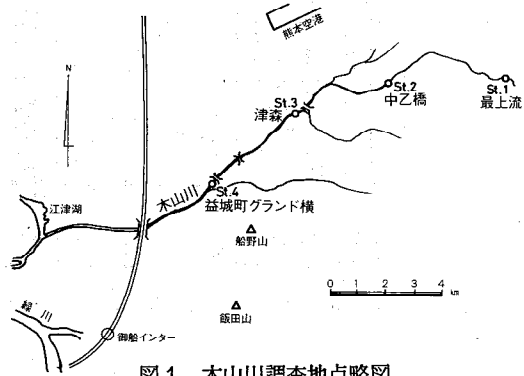 熊本空港
N
St.1
最上流
St.2
中乙橋
St.3
津森
St.4
益城町グランド横
木山川
江津湖
船野山
0 1 2 3 4
km
飯田山
緑川
御船インター
図1 木山川調査地点略図